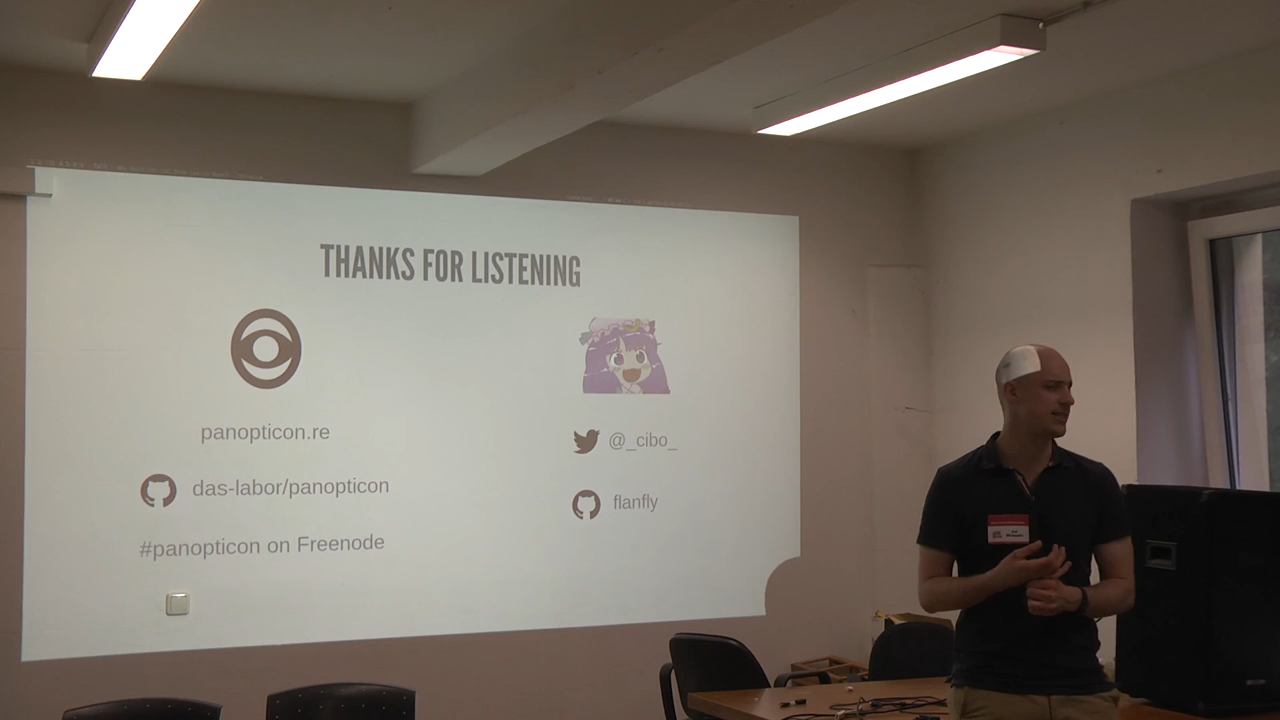 THANKS FOR LISTENING
panopticon.re
das-labor/panopticon
#panopticon on Freenode
@_cibo_
flanfly